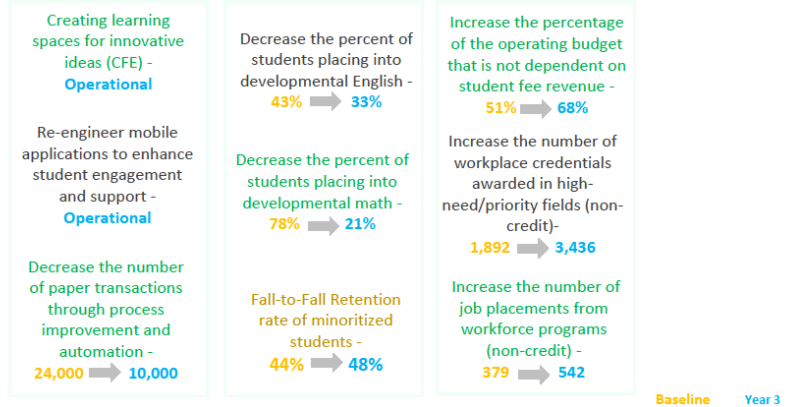 Creating learning
spaces for innovative
ideas (CFE) -
Operational
Re-engineer mobile
applications to enhance
student engagement
and support -
Operational
Decrease the number
of paper transactions
through process
improvement and
automation -
24,000 10,000
Decrease the percent of
students placing into
developmental English -
43% 33%
Decrease the percent of
students placing into
developmental math -
78% 21%
Fall-to-Fall Retention
rate of minoritized
students -
44% 48%
Increase the percentage
of the operating budget
that is not dependent on
student fee revenue -
51% 68%
Increase the number of
workplace credentials
awarded in high-
need/priority fields (non-
credit)-
1,892 3,436
Increase the number of
job placements from
workforce programs
(non-credit) -
379 542
Baseline Year 3